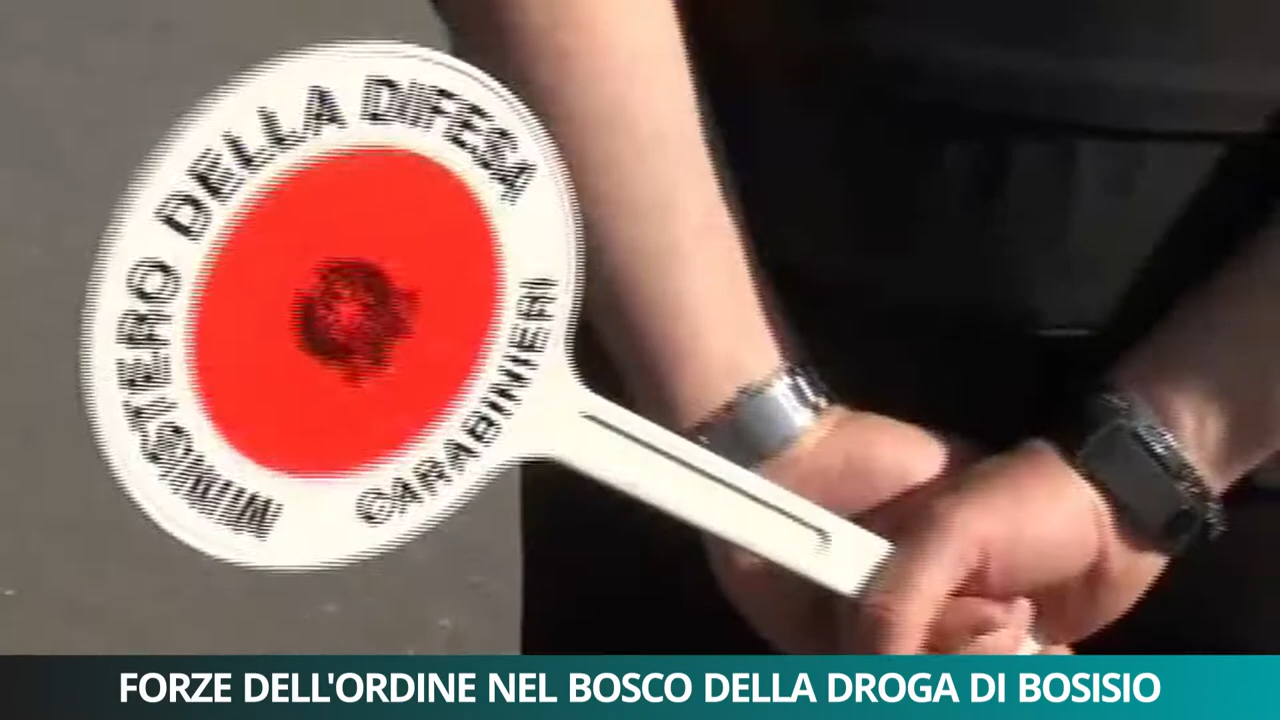 MINISTERO DELLA DIFESA
CARABINIERI
FORZE DELL'ORDINE NEL BOSCO DELLA DROGA DI BOSISIO